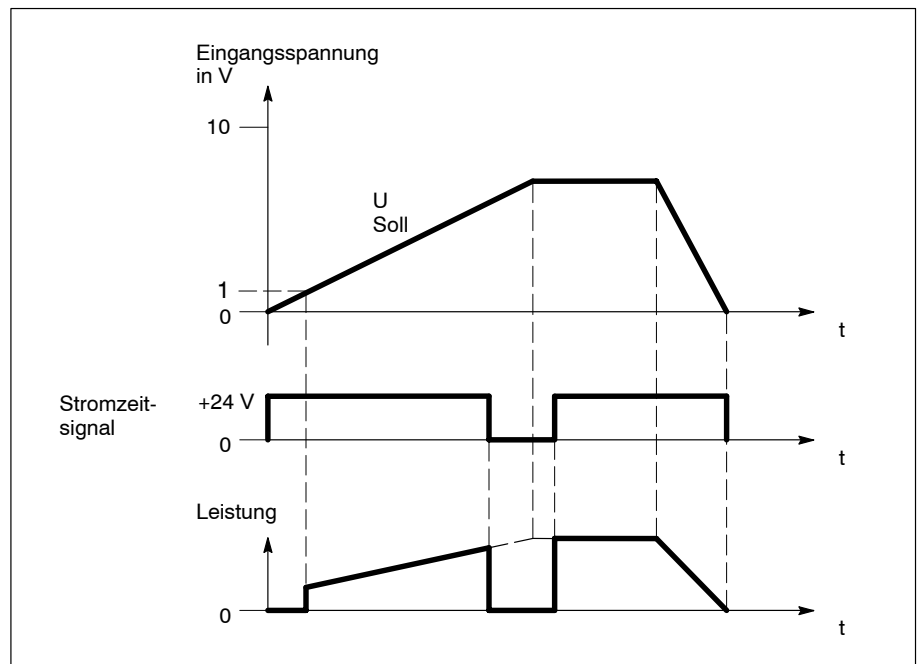 Eingangsspannung
in V
10
U
Soll
1
0
t
Stromzeit-
signal
+24 V
0
t
Leistung
0
t